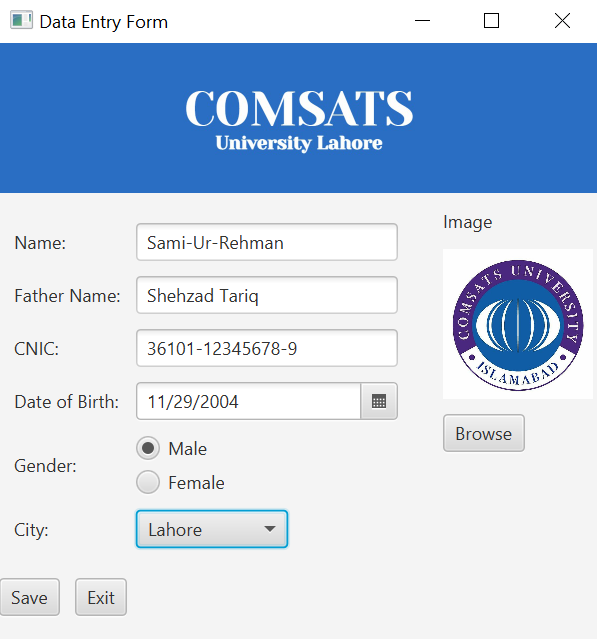 Data Entry Form
COMSATS
University Lahore
Name: Sami-Ur-Rehman
Father Name: Shehzad Tariq
CNIC: 36101-12345678-9
Date of Birth: 11/29/2004
Gender: Male
Female
City: Lahore
Save Exit
Image
COMSATS UNIVERSITY
ISLAMABAD
Browse